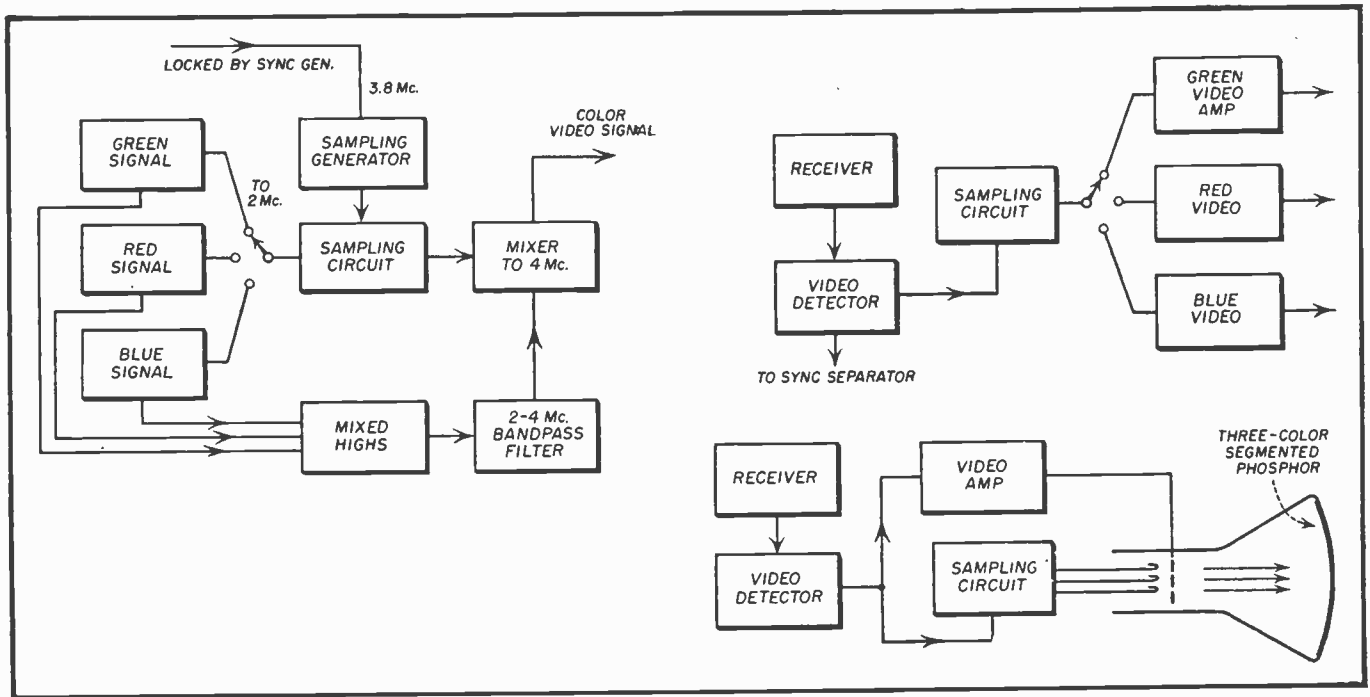 LOCKED BY SYNC GEN.
3.8 Mc.
GREEN
SIGNAL
SAMPLING
GENERATOR
COLOR
VIDEO SIGNAL
TO
2 Mc.
RED
SIGNAL
SAMPLING
CIRCUIT
MIXER
TO 4 Mc.
BLUE
SIGNAL
MIXED
HIGHS
2-4 Mc.
BANDPASS
FILTER
RECEIVER
VIDEO
DETECTOR
TO SYNC SEPARATOR
SAMPLING
CIRCUIT
GREEN
VIDEO
AMP
RED
VIDEO
BLUE
VIDEO
RECEIVER
VIDEO
DETECTOR
VIDEO
AMP
SAMPLING
CIRCUIT
THREE-COLOR
SEGMENTED
PHOSPHOR